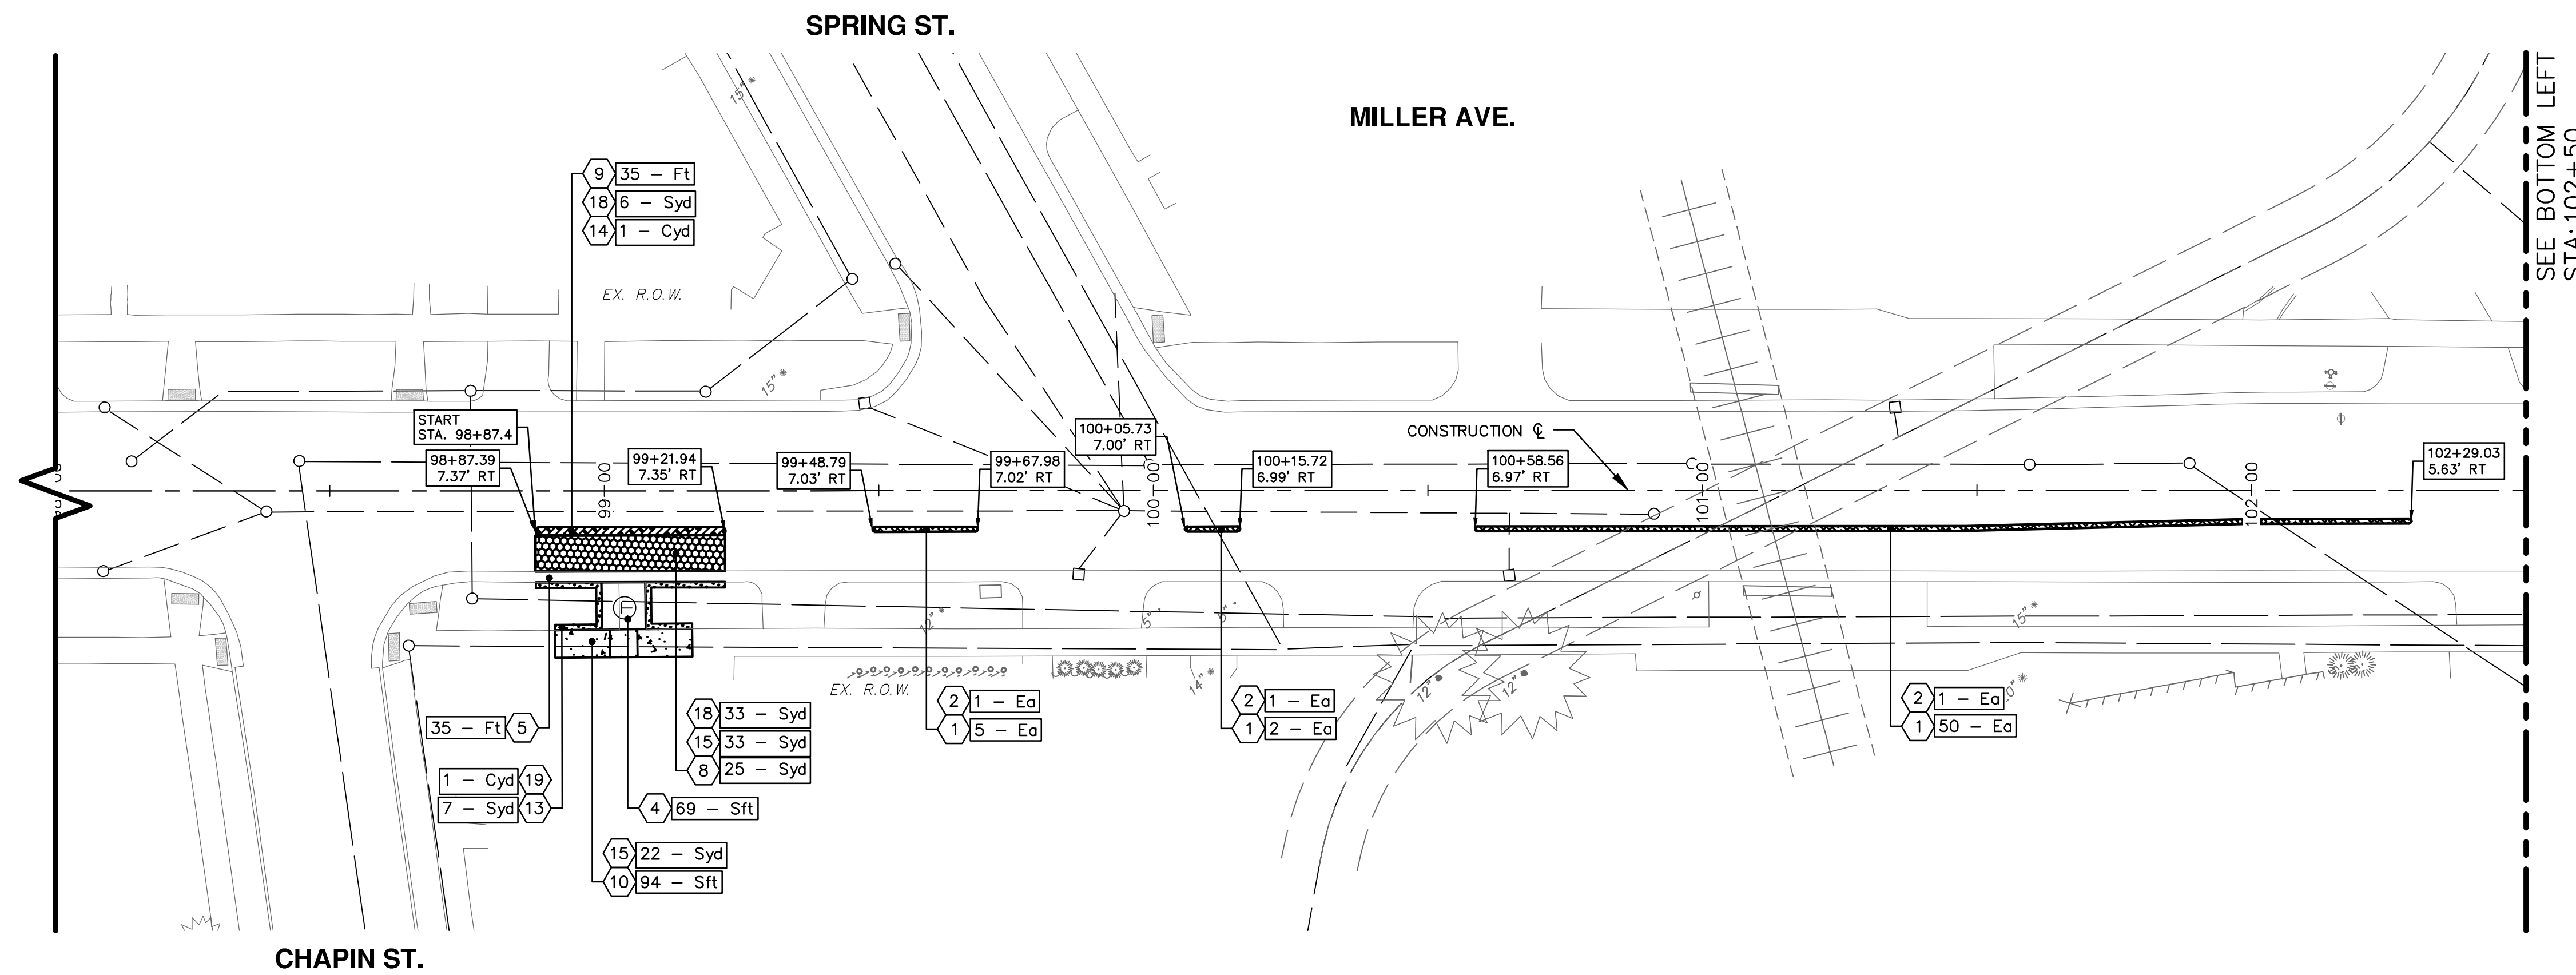 SPRING ST.
MILLER AVE.
SEE BOTTOM LEFT
STA: 102+50
15" *
9 35 - Ft
18 6 - Syd
14 1 - Cyd
EX. R.O.W.
15" *
START
STA. 98+87.4
98+87.39
7.37' RT
99+21.94
7.35' RT
99+48.79
7.03' RT
99+67.98
7.02' RT
100+05.73
7.00' RT
100+15.72
6.99' RT
CONSTRUCTION ℄
100+58.56
6.97' RT
102+29.03
5.63' RT
99+00
100+00
101+00
102+00
T
12" *
5"
5"
15" *
EX. R.O.W.
14" *
12"
12"
35 - Ft 5
18 33 - Syd
15 33 - Syd
8 25 - Syd
2 1 - Ea
1 5 - Ea
2 1 - Ea
1 2 - Ea
2 1 - Ea
1 50 - Ea
1 - Cyd 19
7 - Syd 13
4 69 - Sft
15 22 - Syd
10 94 - Sft
CHAPIN ST.